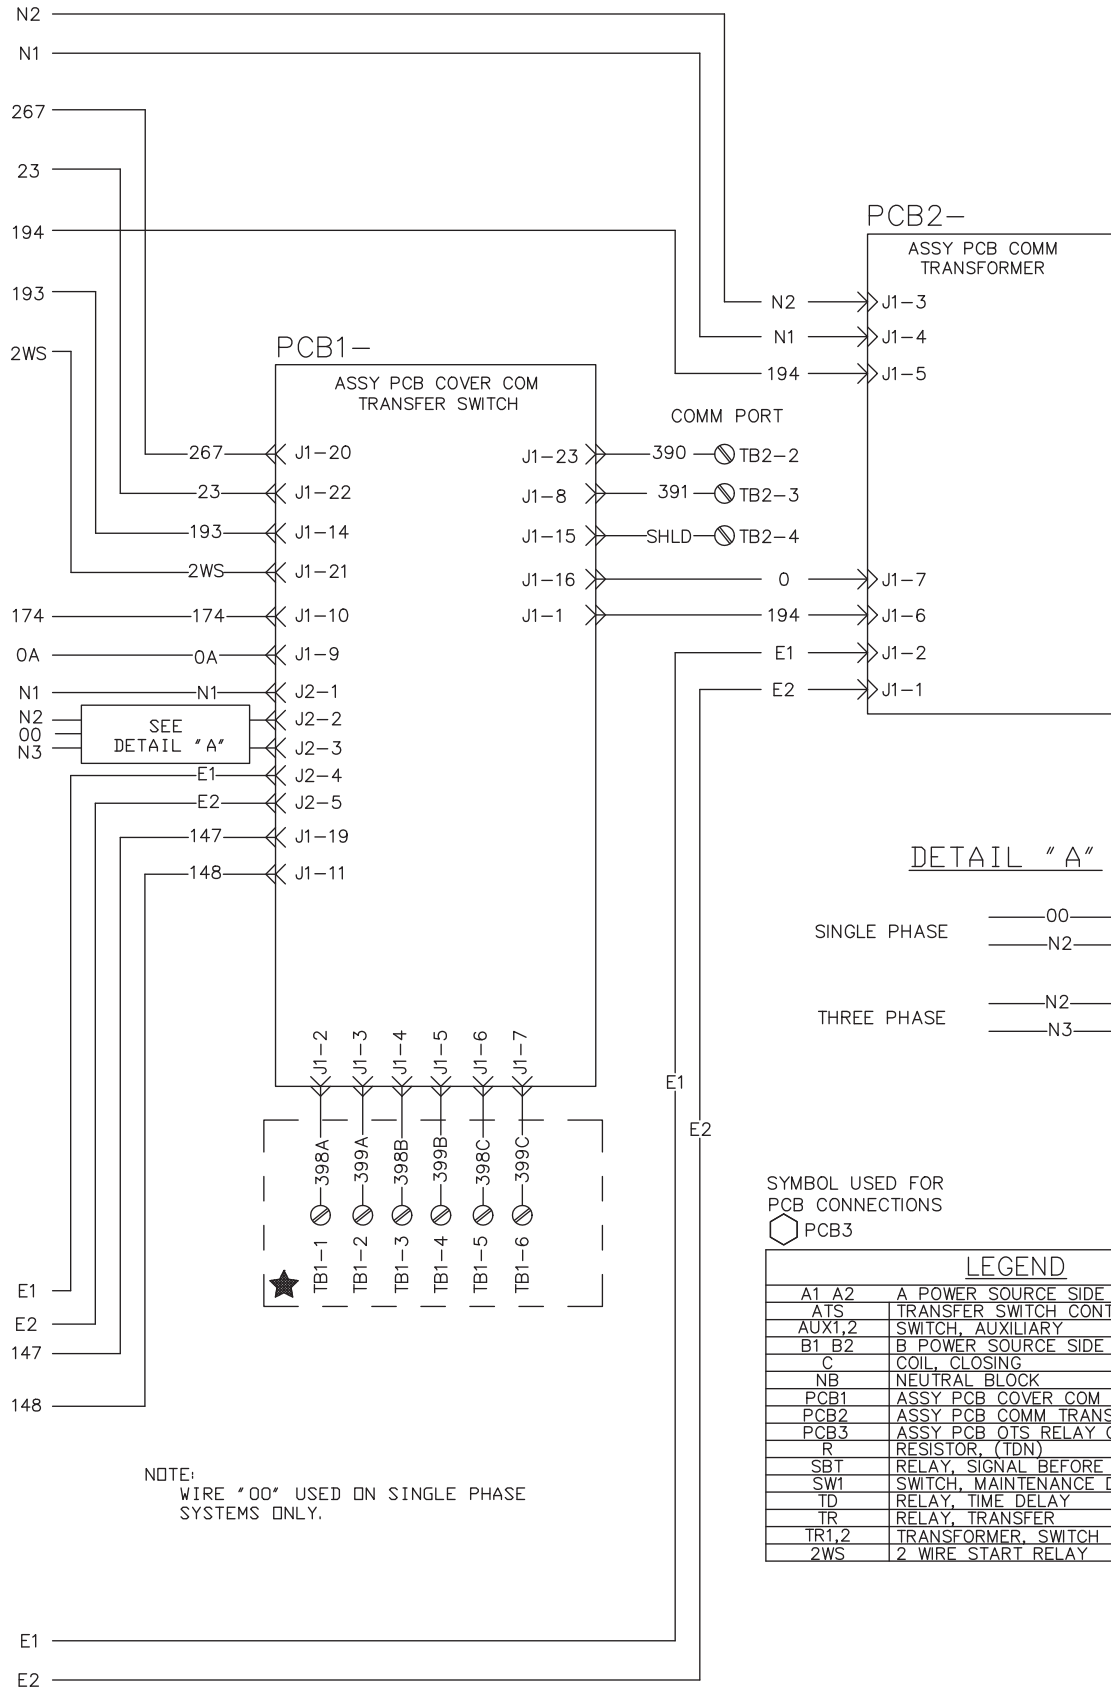 N2
N1
267
23
194
193
2WS
174
0A
N1
N2
00
N3
E1
E2
147
148
E1
E2
PCB1-
ASSY PCB COVER COM
TRANSFER SWITCH
267
J1-20
23
J1-22
193
J1-14
2WS
J1-21
174
J1-10
0A
J1-9
N1
J2-1
SEE
DETAIL "A"
J2-2
J2-3
E1
J2-4
E2
J2-5
147
J1-19
148
J1-11
COMM PORT
J1-23
390
TB2-2
J1-8
391
TB2-3
J1-15
SHLD
TB2-4
J1-16
0
J1-7
J1-1
194
J1-6
E1
J1-2
E2
J1-1
PCB2-
ASSY PCB COMM
TRANSFORMER
N2
J1-3
N1
J1-4
194
J1-5
J1-2
J1-3
J1-4
J1-5
J1-6
J1-7
398A
399A
398B
399B
398C
399C
TB1-1
TB1-2
TB1-3
TB1-4
TB1-5
TB1-6
E1
E2
DETAIL "A"
SINGLE PHASE
00
N2
THREE PHASE
N2
N3
SYMBOL USED FOR
PCB CONNECTIONS
PCB3
LEGEND
A1 A2 A POWER SOURCE SIDE
ATS TRANSFER SWITCH CONT
AUX1,2 SWITCH, AUXILIARY
B1 B2 B POWER SOURCE SIDE
C COIL, CLOSING
NB NEUTRAL BLOCK
PCB1 ASSY PCB COVER COM
PCB2 ASSY PCB COMM TRANS
PCB3 ASSY PCB OTS RELAY
R RESISTOR, (TDN)
SBT RELAY, SIGNAL BEFORE
SW1 SWITCH, MAINTENANCE D
TD RELAY, TIME DELAY
TR RELAY, TRANSFER
TR1,2 TRANSFORMER, SWITCH
2WS 2 WIRE START RELAY
NOTE:
WIRE "00" USED ON SINGLE PHASE
SYSTEMS ONLY.